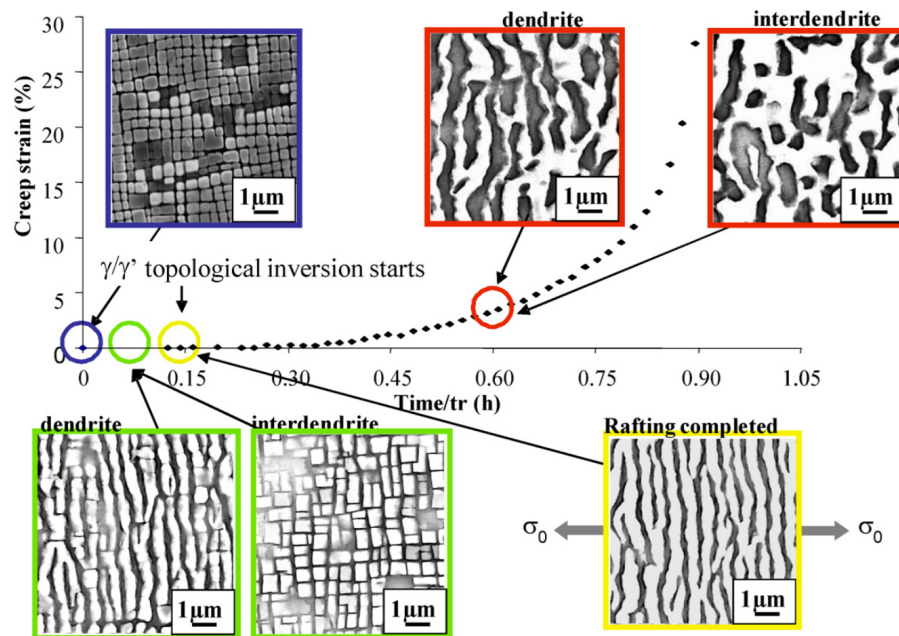 dendrite
interdendrite
30
25
20
15
10
5
0
Creep strain (%)
1µm
1µm
1µm
γ/γ’ topological inversion starts
0
0.15
0.30
0.45
0.60
0.75
0.90
1.05
Time/tr (h)
dendrite
interdendrite
Rafting completed
σ0
σ0
1µm
1µm
1µm